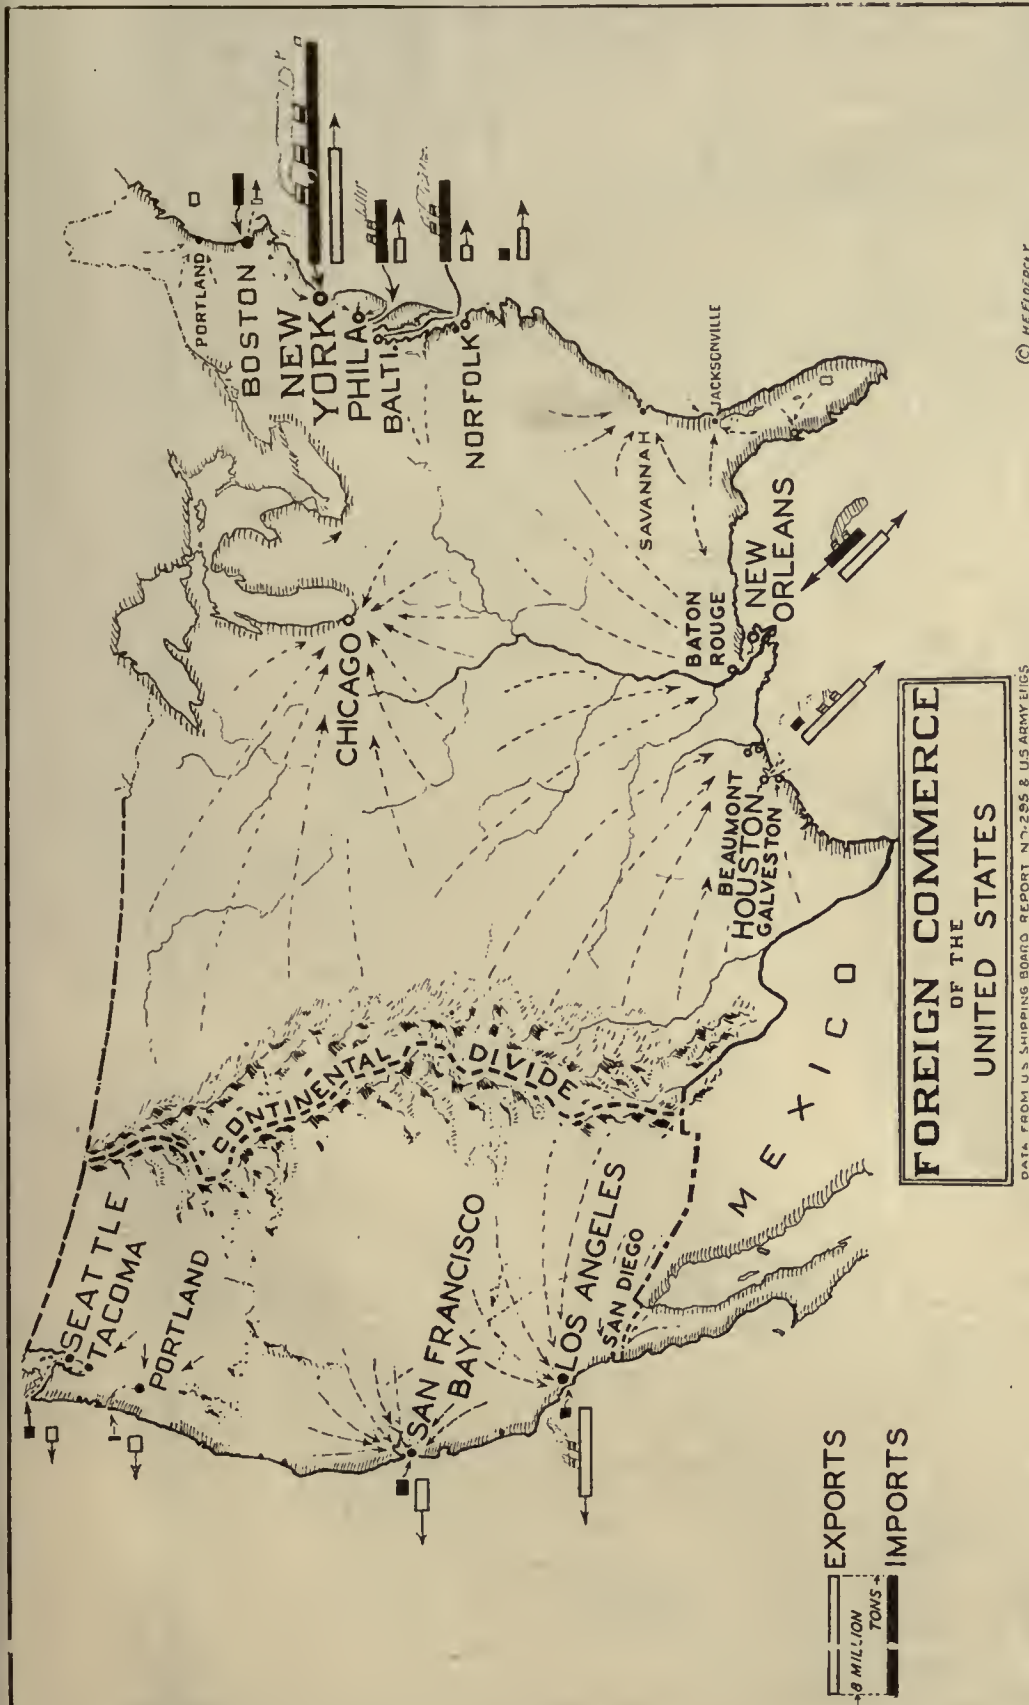 SEATTLE
TACOMA
PORTLAND
SAN FRANCISCO
BAY
LOS ANGELES
SAN DIEGO
CONTINENTAL
DIVIDE
MEXICO
CHICAGO
BEAUMONT
HOUSTON
GALVESTON
BATON
ROUGE
NEW
ORLEANS
SAVANNAH
JACKSONVILLE
NORFOLK
BALTI.
PHILA
NEW
YORK
BOSTON
PORTLAND
8 MILLION
TONS
EXPORTS
IMPORTS
FOREIGN COMMERCE
OF THE
UNITED STATES
DATA FROM U.S SHIPPING BOARD REPORT NO. 295 & U.S ARMY ENGS
©